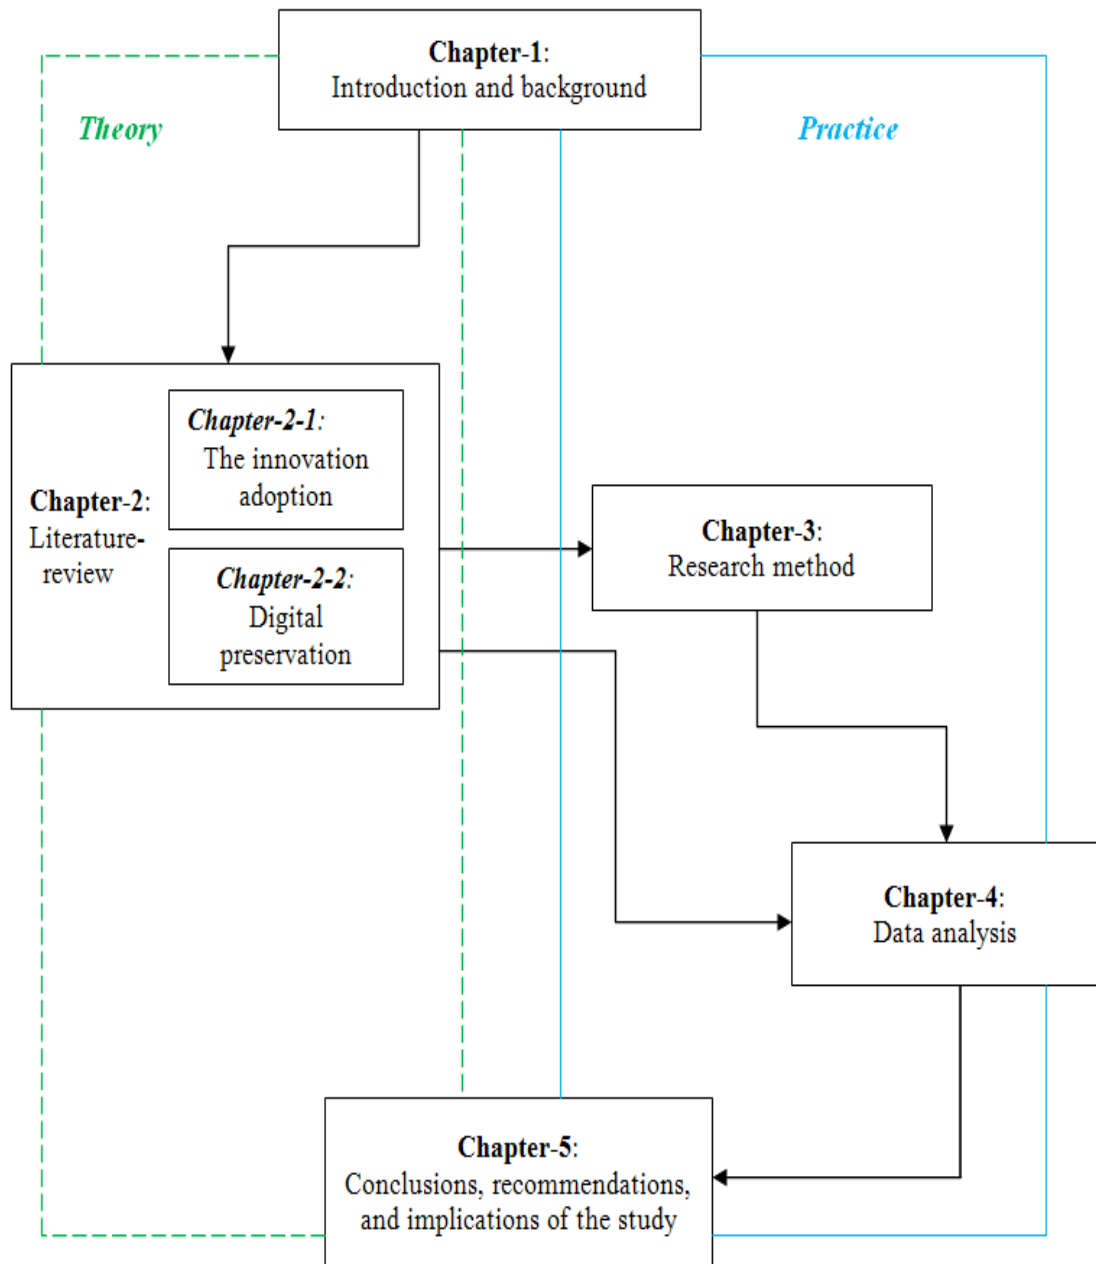 Chapter-1:
Introduction and background
Theory
Practice
Chapter-2:
Literature-
review
Chapter-2-1:
The innovation
adoption
Chapter-2-2:
Digital
preservation
Chapter-3:
Research method
Chapter-4:
Data analysis
Chapter-5:
Conclusions, recommendations,
and implications of the study